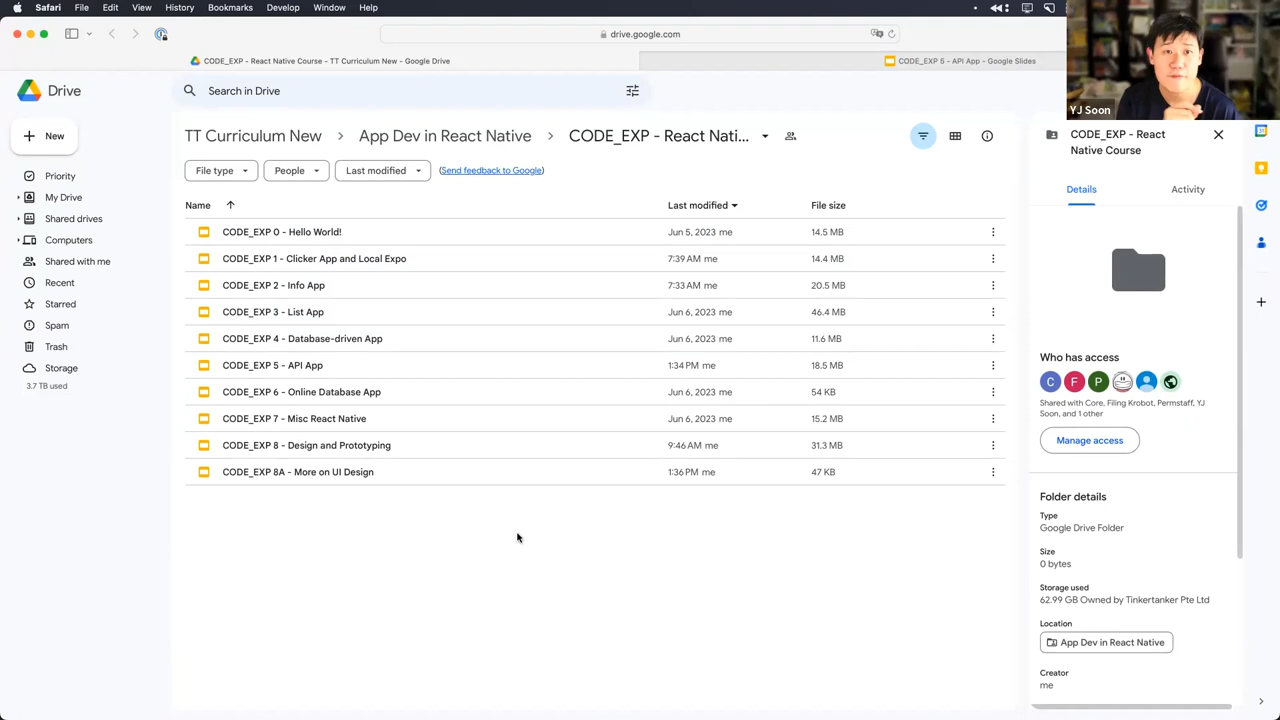 Safari File Edit View History Bookmarks Develop Window Help
drive.google.com
CODE_EXP - React Native Course - TT Curriculum New - Google Drive
CODE_EXP 5 - API App - Google Slides
YJ Soon
Drive
Search in Drive
New
TT Curriculum New
App Dev in React Native
CODE_EXP - React Nati...
CODE_EXP - React
Native Course
File type
People
Last modified
(Send feedback to Google)
Priority
My Drive
Shared drives
Computers
Shared with me
Recent
Starred
Spam
Trash
Storage
3.7 TB used
Name Last modified File size
CODE_EXP 0 - Hello World! Jun 5, 2023 me 14.5 MB
CODE_EXP 1 - Clicker App and Local Expo 7:39 AM me 14.4 MB
CODE_EXP 2 - Info App 7:33 AM me 20.5 MB
CODE_EXP 3 - List App Jun 6, 2023 me 46.4 MB
CODE_EXP 4 - Database-driven App Jun 6, 2023 me 11.6 MB
CODE_EXP 5 - API App 1:34 PM me 18.5 MB
CODE_EXP 6 - Online Database App Jun 6, 2023 me 54 KB
CODE_EXP 7 - Misc React Native Jun 6, 2023 me 15.2 MB
CODE_EXP 8 - Design and Prototyping 9:46 AM me 31.3 MB
CODE_EXP 8A - More on UI Design 1:36 PM me 47 KB
Details Activity
Who has access
C F P
Shared with Core, Filing Krobot, Permstaff, YJ
Soon, and 1 other
Manage access
Folder details
Type
Google Drive Folder
Size
0 bytes
Storage used
62.99 GB Owned by Tinkertanker Pte Ltd
Location
App Dev in React Native
Creator
me